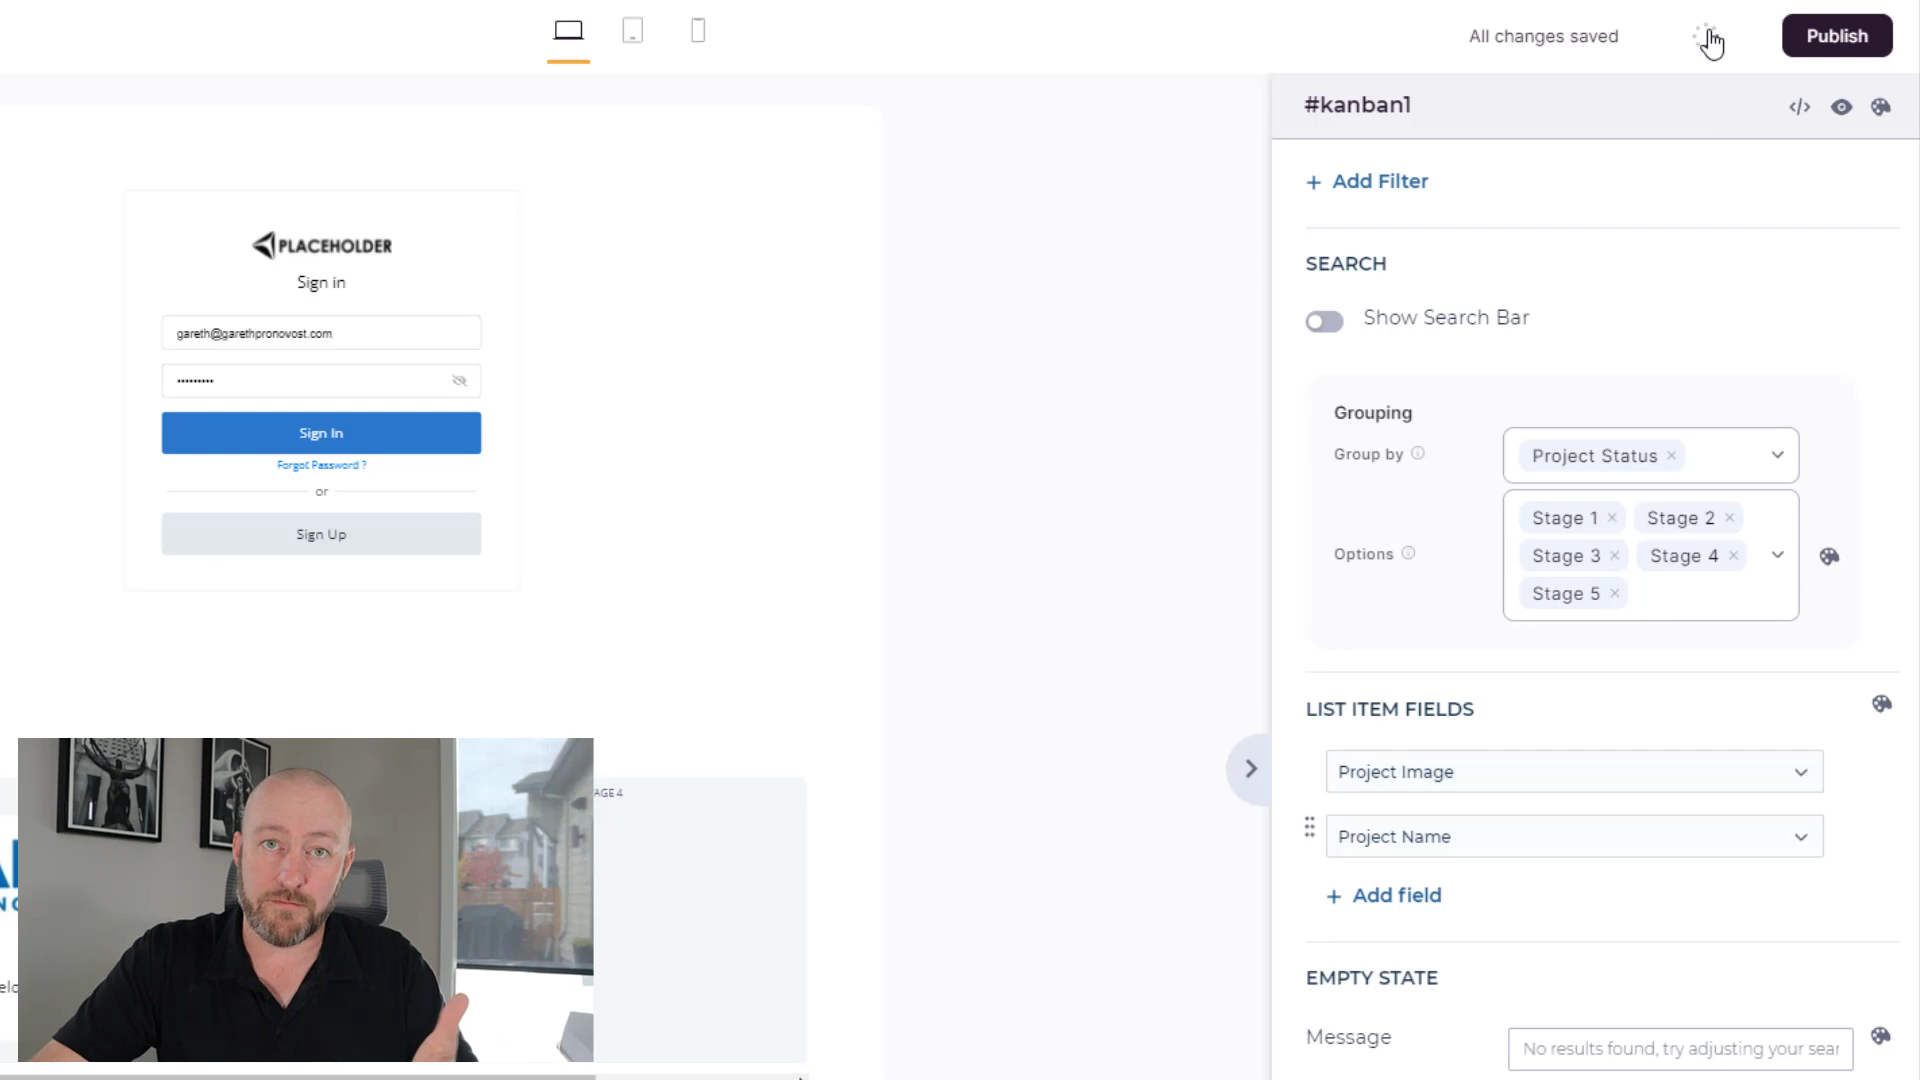 All changes saved
Publish
#kanban1
+ Add Filter
PLACEHOLDER
Sign in
gareth@garethpronovost.com
•••••••••
Sign In
Forgot Password ?
or
Sign Up
SEARCH
Show Search Bar
Grouping
Group by
Project Status ×
Options
Stage 1 × Stage 2 ×
Stage 3 × Stage 4 ×
Stage 5 ×
LIST ITEM FIELDS
Project Image
Project Name
+ Add field
EMPTY STATE
Message
No results found, try adjusting your sear
AGE 4